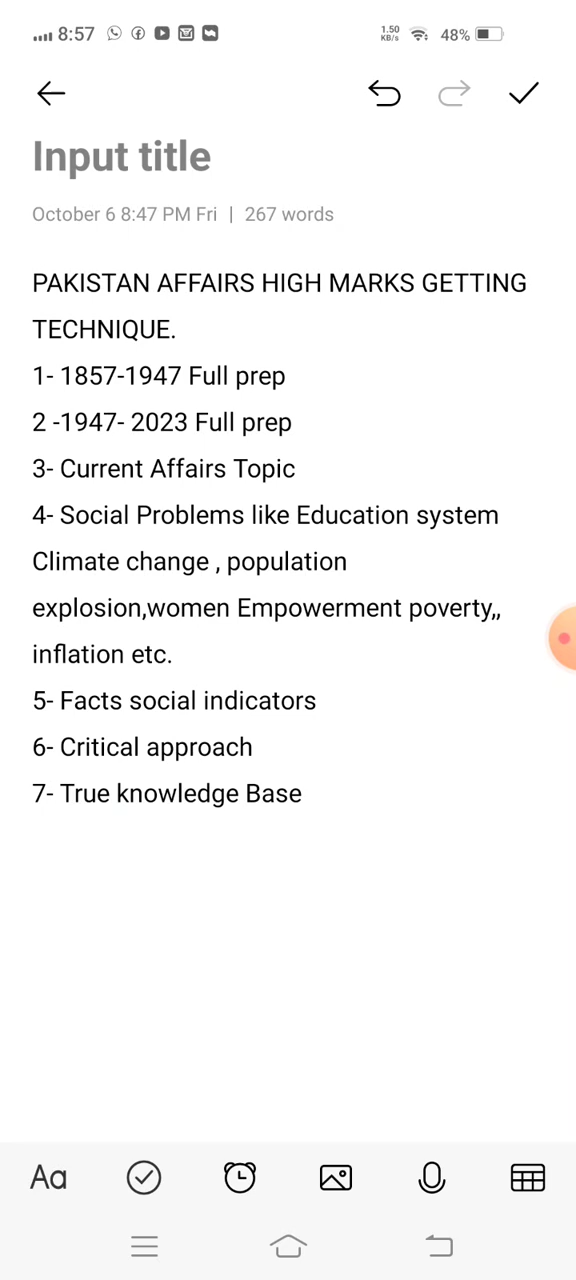 8:57
1.50
KB/s
48%
Input title
October 6 8:47 PM Fri | 267 words
PAKISTAN AFFAIRS HIGH MARKS GETTING
TECHNIQUE.
1- 1857-1947 Full prep
2 -1947- 2023 Full prep
3- Current Affairs Topic
4- Social Problems like Education system
Climate change , population
explosion,women Empowerment poverty,,
inflation etc.
5- Facts social indicators
6- Critical approach
7- True knowledge Base
Aa